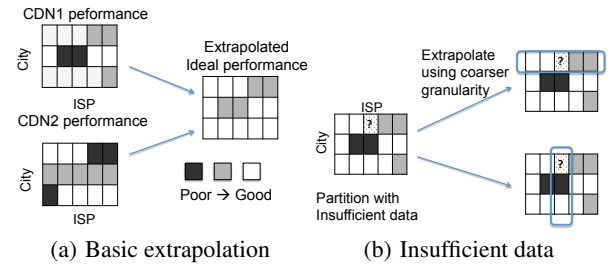 CDN1 peformance
City
ISP
CDN2 performance
City
ISP
Extrapolated
Ideal performance
Poor → Good
(a) Basic extrapolation
ISP
City
?
Partition with
Insufficient data
Extrapolate
using coarser
granularity
?
?
(b) Insufficient data